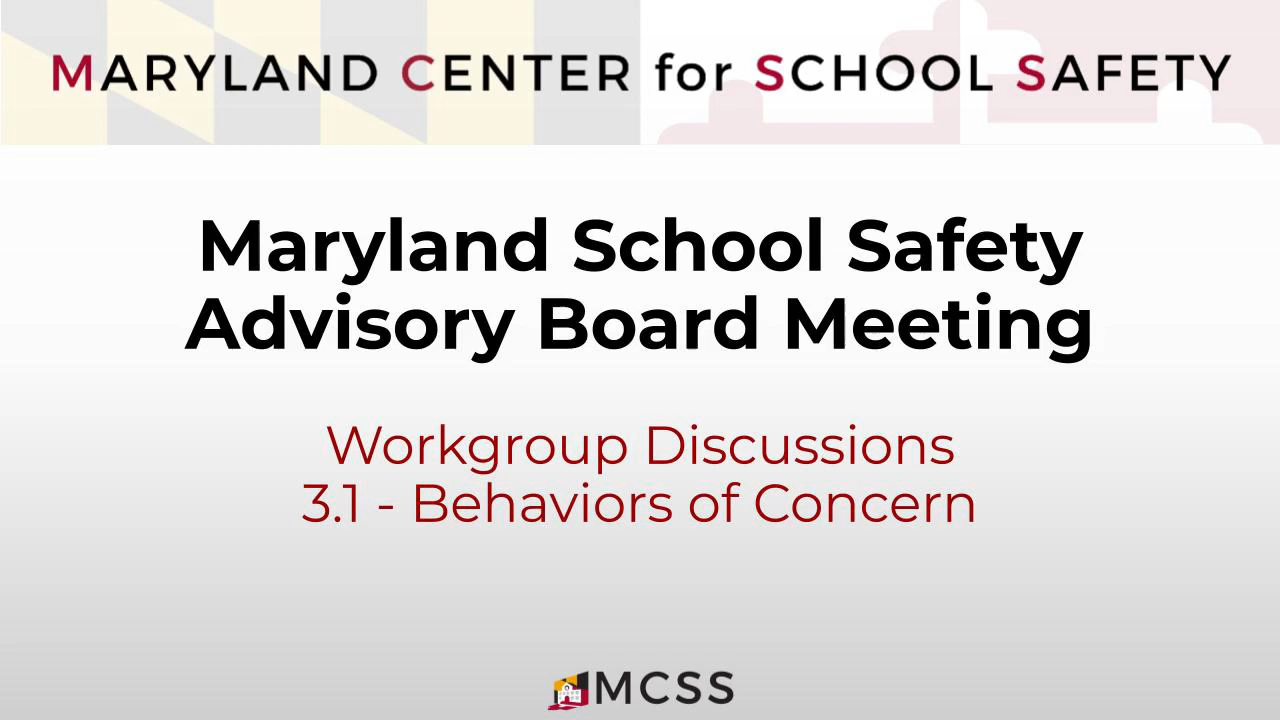 MARYLAND CENTER for SCHOOL SAFETY
Maryland School Safety
Advisory Board Meeting
Workgroup Discussions
3.1 - Behaviors of Concern
MCSS